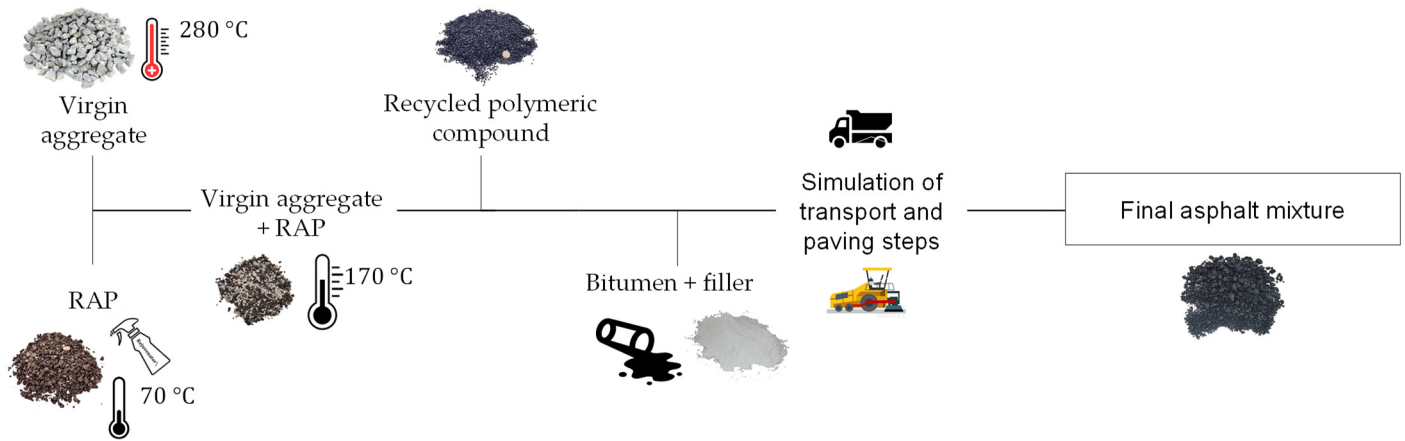 280 °C
Virgin
aggregate
Recycled polymeric
compound
Virgin aggregate
+ RAP
170 °C
RAP
Rejuvenator
70 °C
Bitumen + filler
Simulation of
transport and
paving steps
Final asphalt mixture